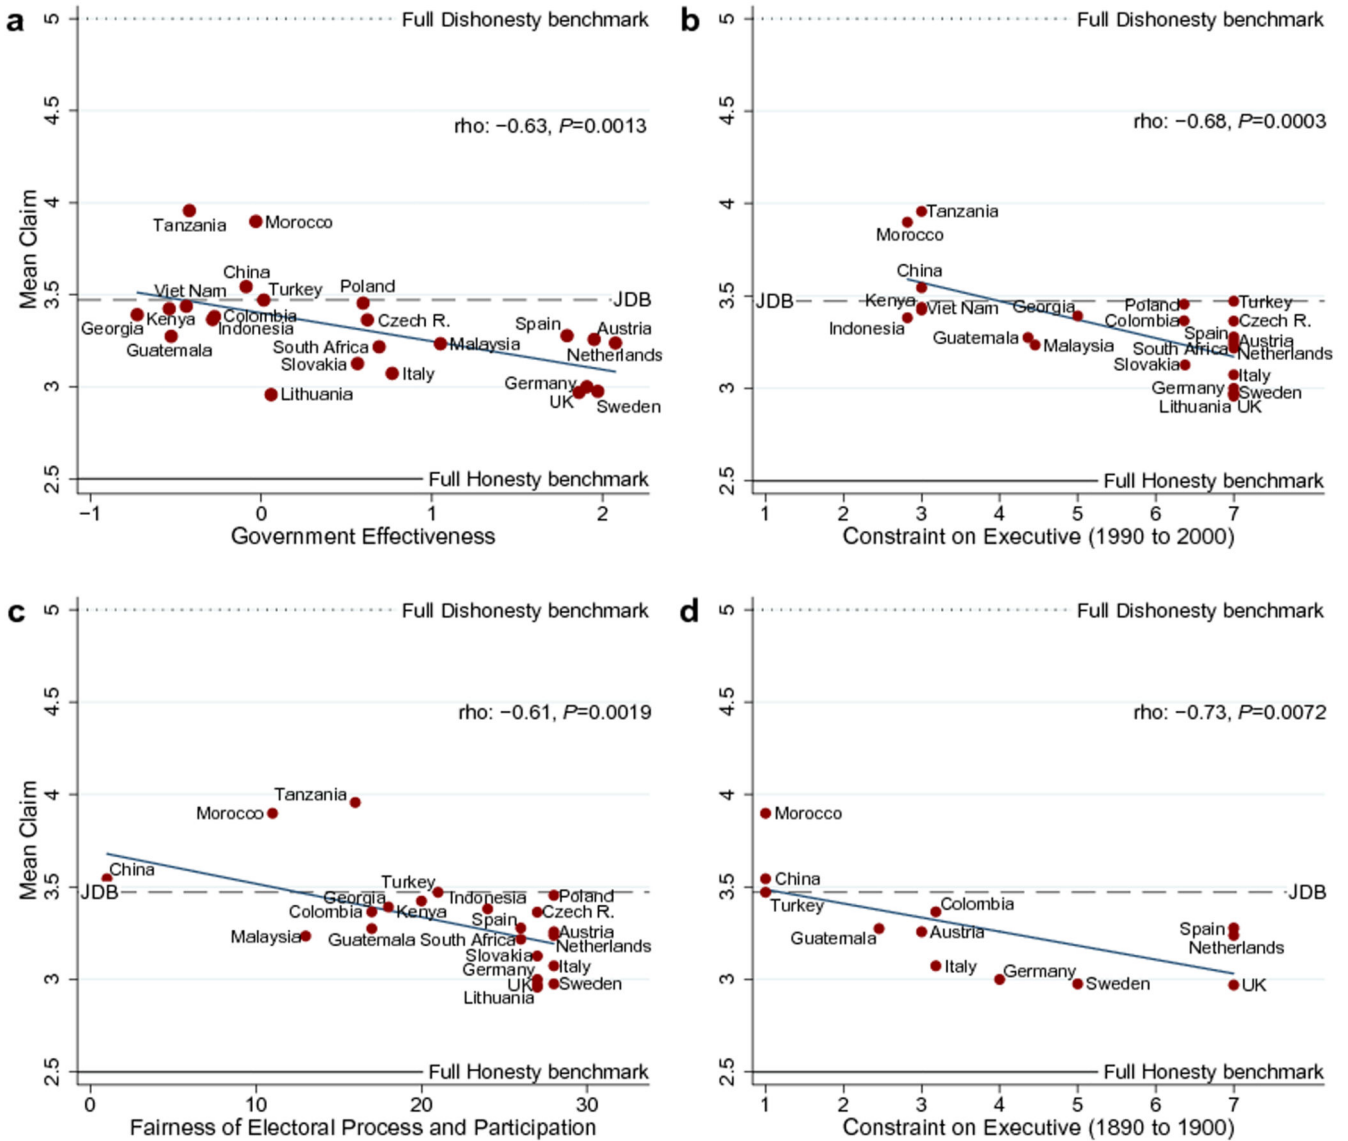 a
5
Full Dishonesty benchmark
4.5
rho: −0.63, P=0.0013
4
Tanzania
Morocco
China
Viet Nam
Turkey
Poland
3.5
JDB
Georgia
Kenya
Colombia
Indonesia
Czech R.
Spain
Austria
Guatemala
South Africa
Malaysia
Netherlands
Slovakia
Italy
3
Lithuania
Germany
UK
Sweden
2.5
Full Honesty benchmark
Mean Claim
−1
0
1
2
Government Effectiveness
b
5
Full Dishonesty benchmark
4.5
rho: −0.68, P=0.0003
4
Tanzania
Morocco
China
3.5
JDB
Kenya
Viet Nam
Georgia
Poland
Turkey
Indonesia
Colombia
Czech R.
Guatemala
Malaysia
Spain
Austria
South Africa
Netherlands
Slovakia
Italy
3
Germany
Sweden
Lithuania
UK
2.5
Full Honesty benchmark
1
2
3
4
5
6
7
Constraint on Executive (1990 to 2000)
c
5
Full Dishonesty benchmark
4.5
rho: −0.61, P=0.0019
4
Tanzania
Morocco
China
3.5
JDB
Turkey
Georgia
Indonesia
Poland
Colombia
Kenya
Czech R.
Spain
Malaysia
Guatemala
South Africa
Austria
Netherlands
Slovakia
Germany
Italy
3
UK
Sweden
Lithuania
2.5
Full Honesty benchmark
Mean Claim
0
10
20
30
Fairness of Electoral Process and Participation
d
5
Full Dishonesty benchmark
4.5
rho: −0.73, P=0.0072
4
Morocco
China
3.5
JDB
Turkey
Colombia
Guatemala
Austria
Spain
Netherlands
Italy
Germany
3
Sweden
UK
2.5
Full Honesty benchmark
1
2
3
4
5
6
7
Constraint on Executive (1890 to 1900)